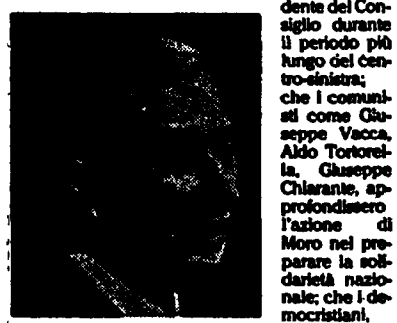 dente del Con-
siglio durante
il periodo più
lungo del cen-
tro-sinistra;
che i comuni-
sti come Giu-
seppe Vacca,
Aldo Tortorel-
la, Giuseppe
Chiarante, ap-
profondissero
l'azione di
Moro nel pre-
parare la soli-
darietà nazio-
nale; che i de-
mocristiani,